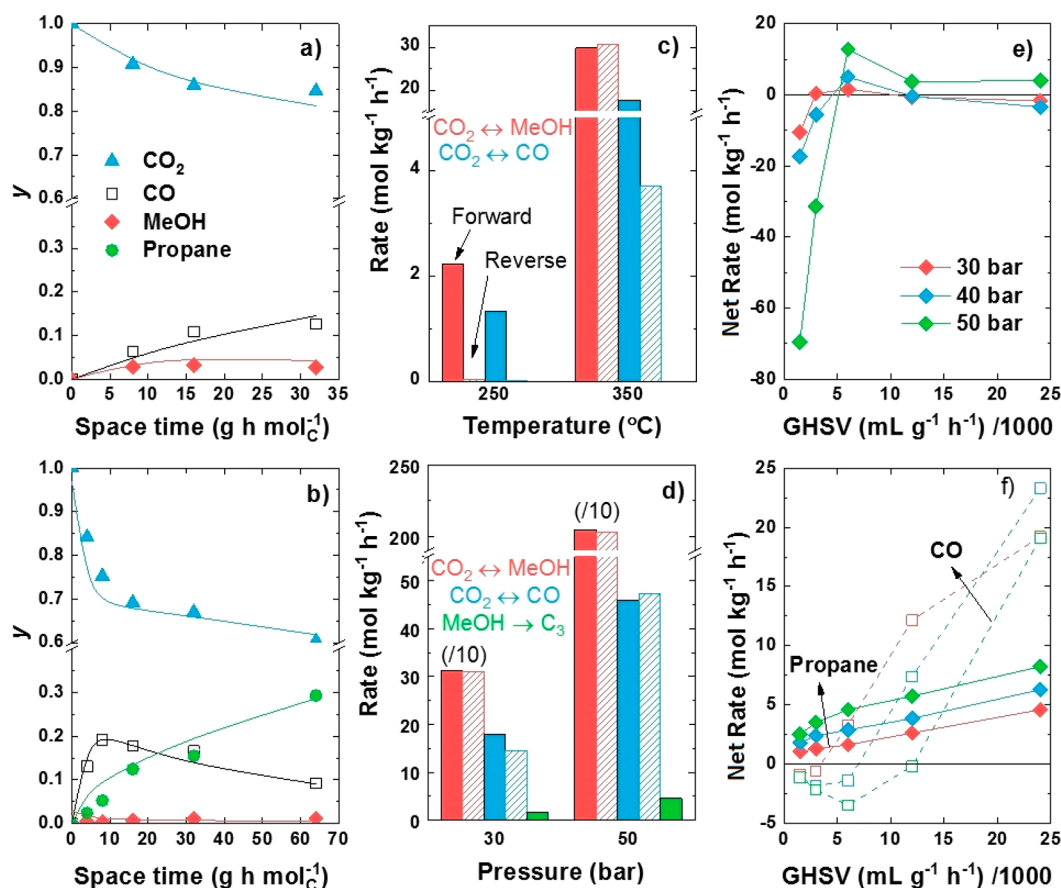 a)
1.0
0.9
0.8
0.7
0.6
0.3
0.2
0.1
0.0
y
CO₂
CO
MeOH
Propane
0 5 10 15 20 25 30 35
Space time (g h mol_C⁻¹)
c)
30
20
4
2
0
Rate (mol kg⁻¹ h⁻¹)
CO₂ ↔ MeOH
CO₂ ↔ CO
Forward
Reverse
250 350
Temperature (°C)
e)
20
10
0
-20
-40
-60
-80
Net Rate (mol kg⁻¹ h⁻¹)
30 bar
40 bar
50 bar
0 5 10 15 20 25
GHSV (mL g⁻¹ h⁻¹) /1000
b)
1.0
0.9
0.8
0.7
0.6
0.3
0.2
0.1
0.0
y
0 10 20 30 40 50 60 70
Space time (g h mol_C⁻¹)
d)
250
200
50
40
30
20
10
0
Rate (mol kg⁻¹ h⁻¹)
(/10)
CO₂ ↔ MeOH
CO₂ ↔ CO
MeOH → C₃
(/10)
30 50
Pressure (bar)
f)
25
20
15
10
5
0
-5
Net Rate (mol kg⁻¹ h⁻¹)
CO
Propane
0 5 10 15 20 25
GHSV (mL g⁻¹ h⁻¹) /1000